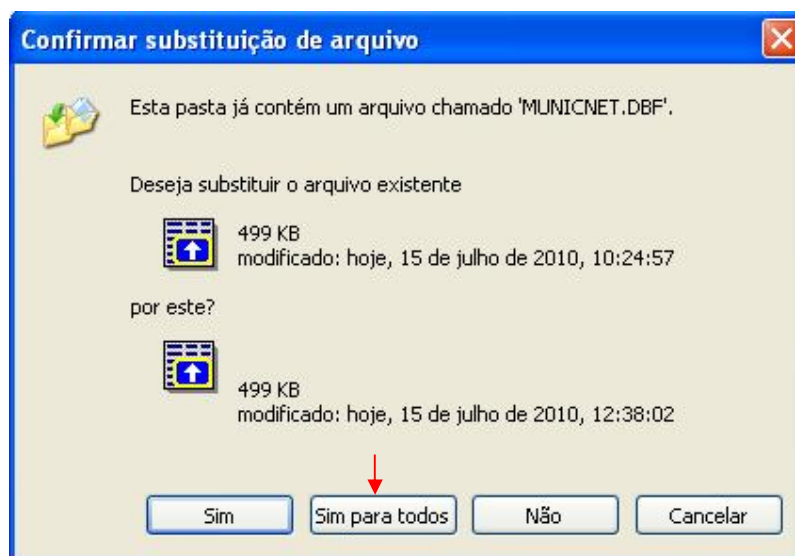 Confirmar substituição de arquivo
Esta pasta já contém um arquivo chamado 'MUNICNET.DBF'.
Deseja substituir o arquivo existente
499 KB
modificado: hoje, 15 de julho de 2010, 10:24:57
por este?
499 KB
modificado: hoje, 15 de julho de 2010, 12:38:02
Sim Sim para todos Não Cancelar